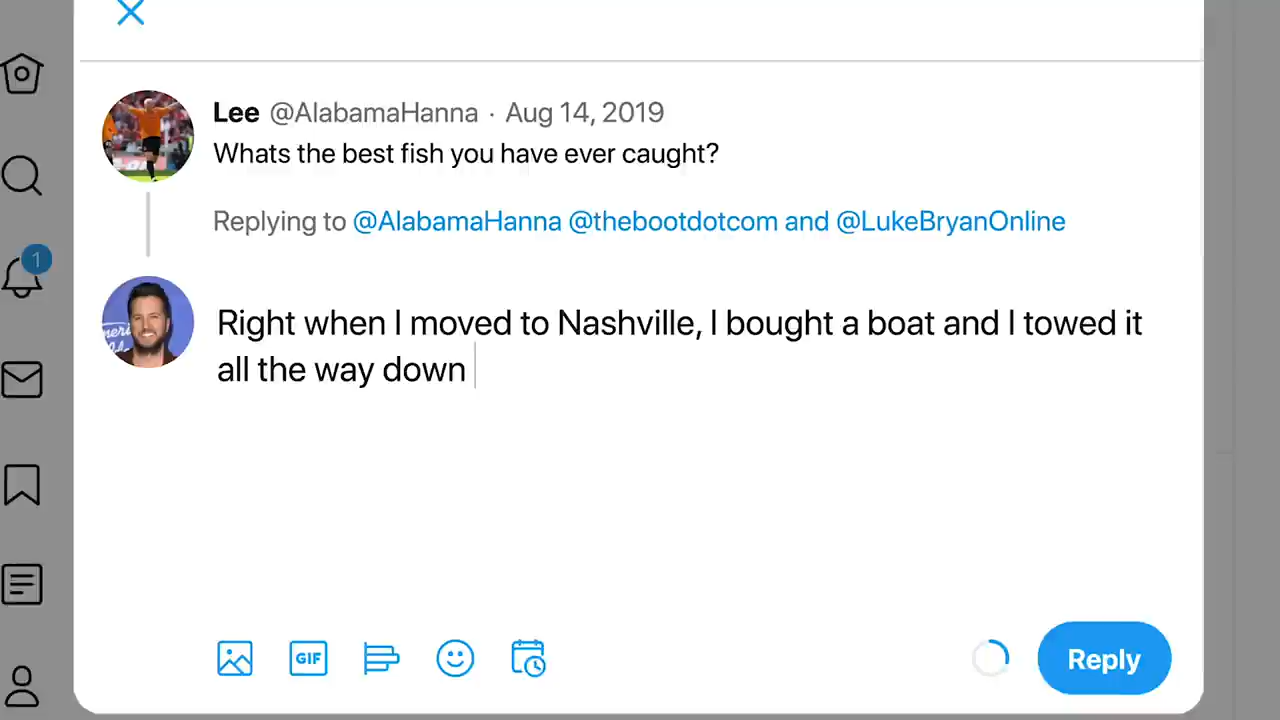 Lee @AlabamaHanna · Aug 14, 2019
Whats the best fish you have ever caught?
Replying to @AlabamaHanna @thebootdotcom and @LukeBryanOnline
1
Right when I moved to Nashville, I bought a boat and I towed it
all the way down
GIF
Reply